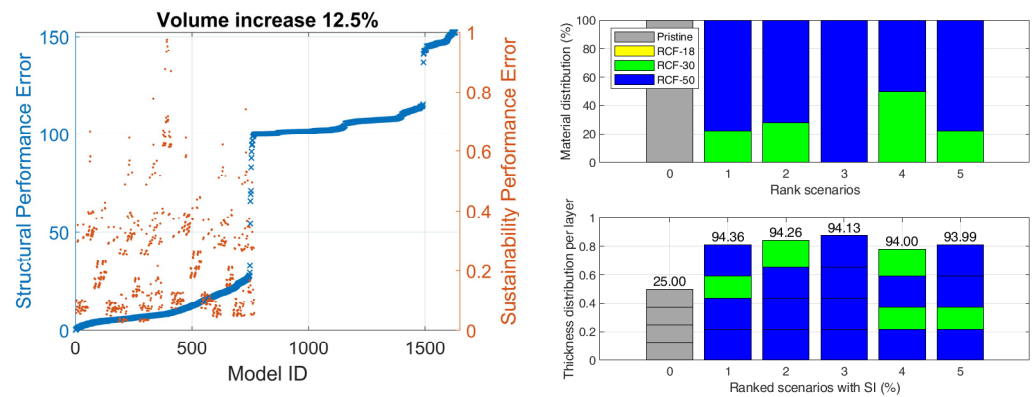 Volume increase 12.5%
Structural Performance Error
150
100
50
0
0
500
1000
1500
Model ID
1
0.8
0.6
0.4
0.2
0
Sustainability Performance Error
Material distribution (%)
100
80
60
40
20
0
Pristine
RCF-18
RCF-30
RCF-50
0 1 2 3 4 5
Rank scenarios
Thickness distribution per layer
1
0.8
0.6
0.4
0.2
0
25.00 94.36 94.26 94.13 94.00 93.99
0 1 2 3 4 5
Ranked scenarios with SI (%)